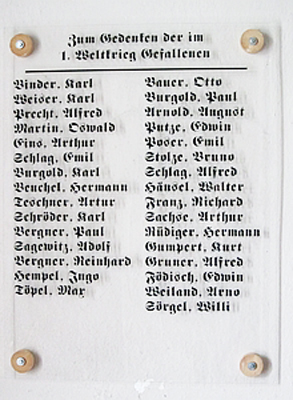 Zum Gedenken der im
1. Weltkrieg Gefallenen
Binder, Karl
Weiser, Karl
Precht, Alfred
Martin, Oswald
Eins, Arthur
Schlag, Emil
Burgold, Karl
Benchel, Hermann
Teschner, Artur
Schröder, Karl
Bergner, Paul
Sagewitz, Adolf
Bergner, Reinhard
Hempel, Ingo
Töpel, Max
Bauer, Otto
Burgold, Paul
Arnold, August
Putze, Edwin
Poser, Emil
Stolze, Bruno
Schlag, Alfred
Hänsel, Walter
Franz, Richard
Sachse, Arthur
Rüdiger, Hermann
Gumpert, Kurt
Gruner, Alfred
Födisch, Edwin
Weiland, Arno
Sörgel, Willi